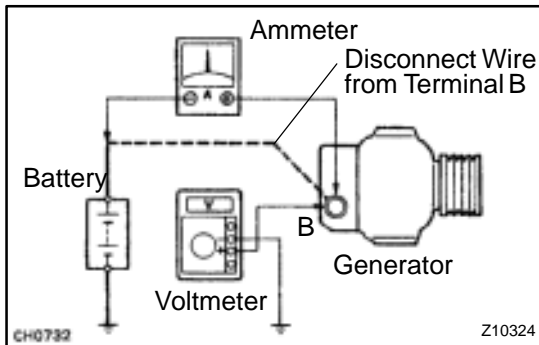 Ammeter
Disconnect Wire
from Terminal B
A
Battery
V
B
Generator
Voltmeter
CH0732
Z10324